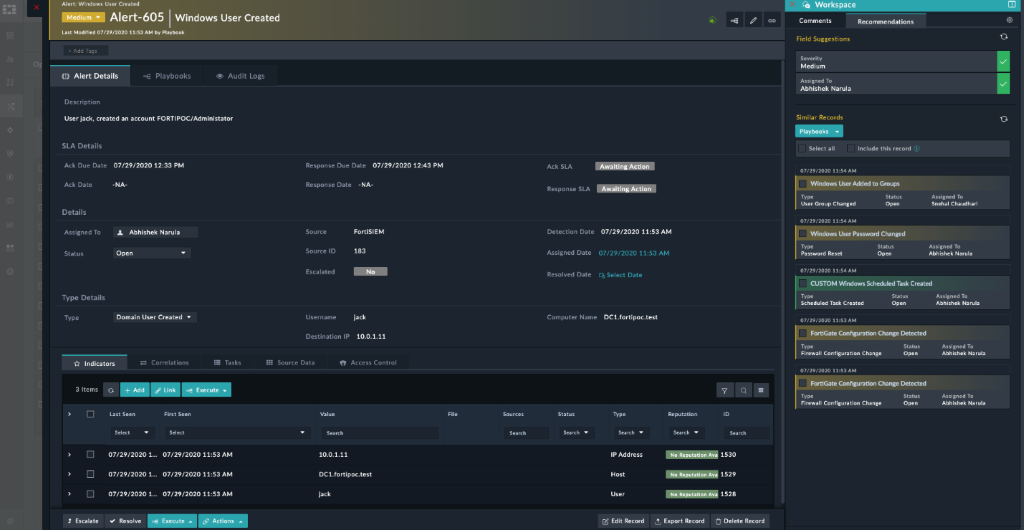 Alert: Windows User Created
Medium
Alert-605 Windows User Created
Last Modified 07/29/2020 11:53 AM by Playbook
+ Add Tags
Alert Details Playbooks Audit Logs
Description
User jack, created an account FORTIPOC/Administator
SLA Details
Ack Due Date 07/29/2020 12:33 PM Response Due Date 07/29/2020 12:43 PM Ack SLA Awaiting Action
Ack Date -NA- Response Date -NA- Response SLA Awaiting Action
Details
Assigned To Abhishek Narula Source FortiSIEM Detection Date 07/29/2020 11:53 AM
Status Open Source ID 183 Assigned Date 07/29/2020 11:53 AM
Escalated No Resolved Date Select Date
Type Details
Type Domain User Created Username jack Computer Name DC1.fortipoc.test
Destination IP 10.0.1.11
Indicators Correlations Tasks Source Data Access Control
3 Items + Add Link Execute
Last Seen First Seen Value File Sources Status Type Reputation ID
Select Select Search Search Search Search Search Search
07/29/2020 1... 07/29/2020 11:53 AM 10.0.1.11 IP Address No Reputation Ava 1530
07/29/2020 1... 07/29/2020 11:53 AM DC1.fortipoc.test Host No Reputation Ava 1529
07/29/2020 1... 07/29/2020 11:53 AM jack User No Reputation Ava 1528
Escalate Resolve Execute Actions Edit Record Export Record Delete Record
Workspace
Comments Recommendations
Field Suggestions
Severity
Medium
Assigned To
Abhishek Narula
Similar Records
Playbooks
Select all Include this record
07/29/2020 11:54 AM
Windows User Added to Groups
Type Status Assigned To
User Group Changed Open Snehal Chaudhari
07/29/2020 11:54 AM
Windows User Password Changed
Type Status Assigned To
Password Reset Open Abhishek Narula
07/29/2020 11:54 AM
CUSTOM Windows Scheduled Task Created
Type Status Assigned To
Scheduled Task Created Open Abhishek Narula
07/29/2020 11:53 AM
FortiGate Configuration Change Detected
Type Status Assigned To
Firewall Configuration Change Open Abhishek Narula
07/29/2020 11:53 AM
FortiGate Configuration Change Detected
Type Status Assigned To
Firewall Configuration Change Open Abhishek Narula